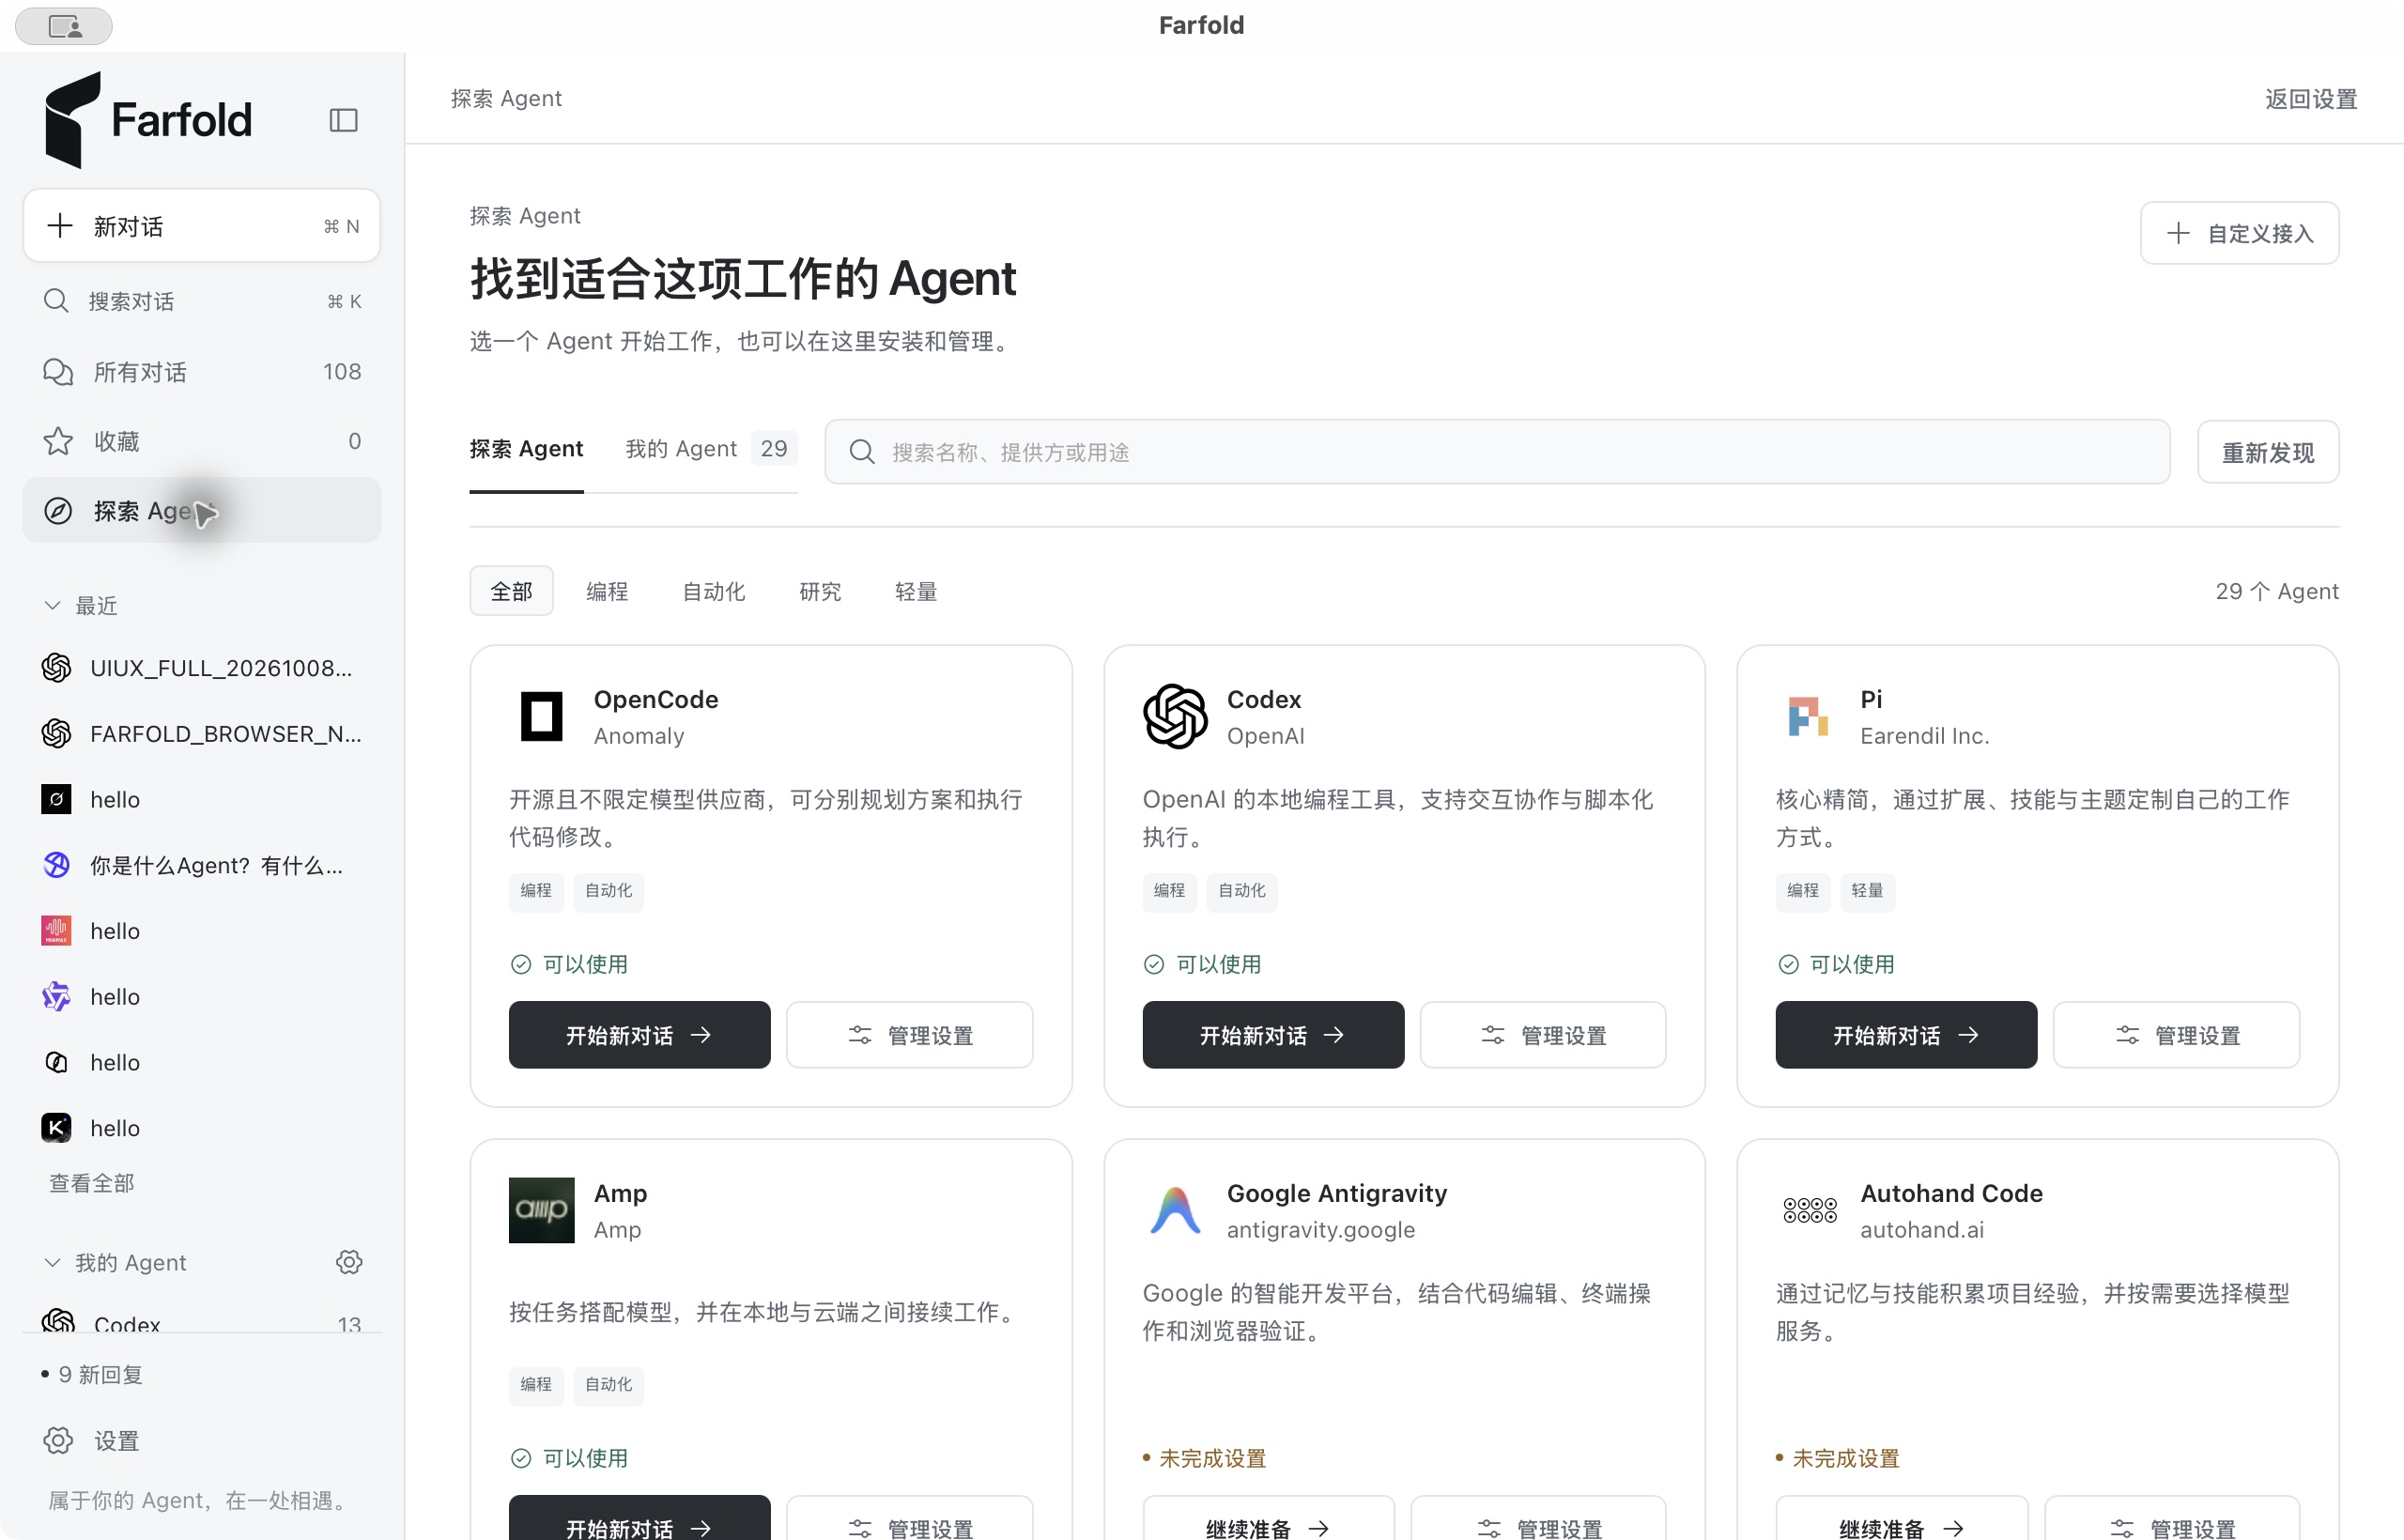 Farfold
Farfold
新对话 ⌘ N
搜索对话 ⌘ K
所有对话 108
收藏 0
探索 Age
最近
UIUX_FULL_20261008...
FARFOLD_BROWSER_N...
hello
你是什么Agent？有什么...
MINIMAX
hello
hello
hello
K
hello
查看全部
我的 Agent
Codex 13
9 新回复
设置
属于你的 Agent，在一处相遇。
探索 Agent
返回设置
探索 Agent
找到适合这项工作的 Agent
选一个 Agent 开始工作，也可以在这里安装和管理。
自定义接入
探索 Agent
我的 Agent 29
搜索名称、提供方或用途
重新发现
全部 编程 自动化 研究 轻量
29 个 Agent
OpenCode
Anomaly
开源且不限定模型供应商，可分别规划方案和执行
代码修改。
编程 自动化
可以使用
开始新对话 →
管理设置
Codex
OpenAI
OpenAI 的本地编程工具，支持交互协作与脚本化
执行。
编程 自动化
可以使用
开始新对话 →
管理设置
Pi
Earendil Inc.
核心精简，通过扩展、技能与主题定制自己的工作
方式。
编程 轻量
可以使用
开始新对话 →
管理设置
amp
Amp
Amp
按任务搭配模型，并在本地与云端之间接续工作。
编程 自动化
可以使用
开始新对话 →
管理设置
Google Antigravity
antigravity.google
Google 的智能开发平台，结合代码编辑、终端操
作和浏览器验证。
未完成设置
继续准备 →
管理设置
Autohand Code
autohand.ai
通过记忆与技能积累项目经验，并按需要选择模型
服务。
未完成设置
继续准备 →
管理设置